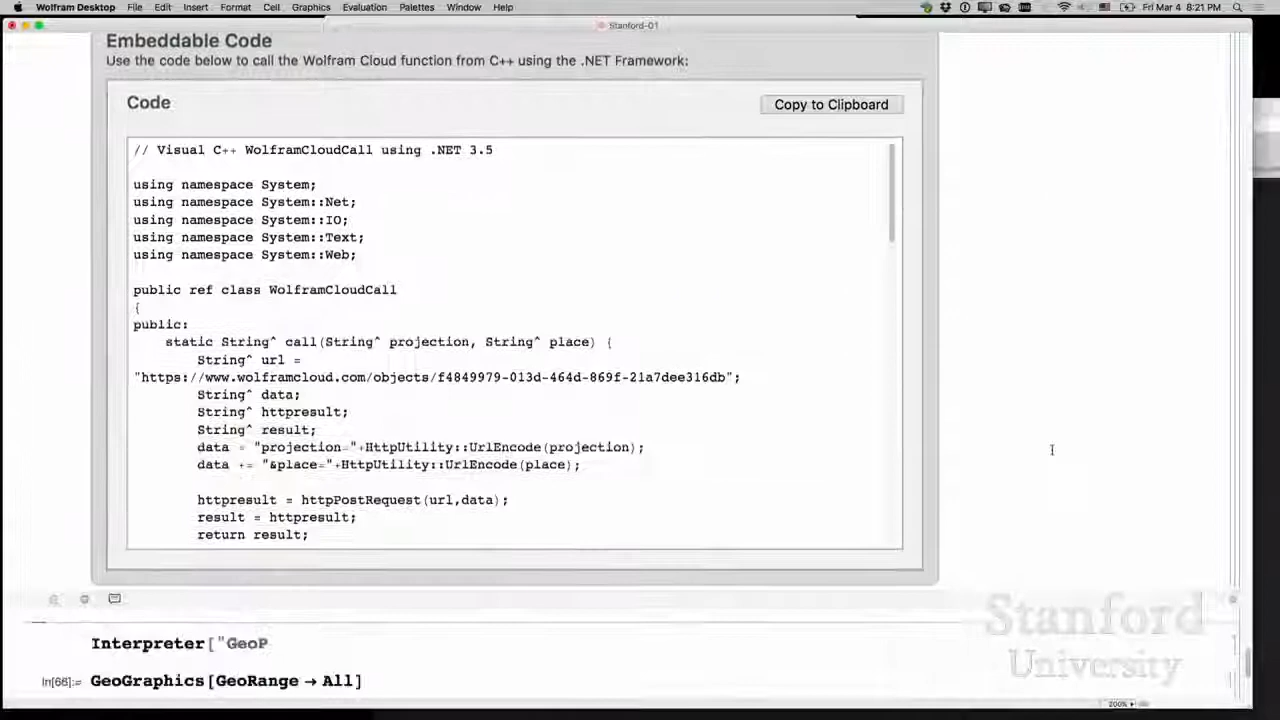 Wolfram Desktop File Edit Insert Format Cell Graphics Evaluation Palettes Window Help Fri Mar 4 8:21 PM
Stanford-01
Embeddable Code
Use the code below to call the Wolfram Cloud function from C++ using the .NET Framework:
Code
Copy to Clipboard
// Visual C++ WolframCloudCall using .NET 3.5
using namespace System;
using namespace System::Net;
using namespace System::IO;
using namespace System::Text;
using namespace System::Web;
public ref class WolframCloudCall
{
public:
static String^ call(String^ projection, String^ place) {
String^ url =
"https://www.wolframcloud.com/objects/f4849979-013d-464d-869f-21a7dee316db";
String^ data;
String^ httpresult;
String^ result;
data = "projection="+HttpUtility::UrlEncode(projection);
data += "&place="+HttpUtility::UrlEncode(place);
httpresult = httpPostRequest(url,data);
result = httpresult;
return result;
Interpreter["GeoP
In[66]:= GeoGraphics[GeoRange → All]
Stanford
University
200%